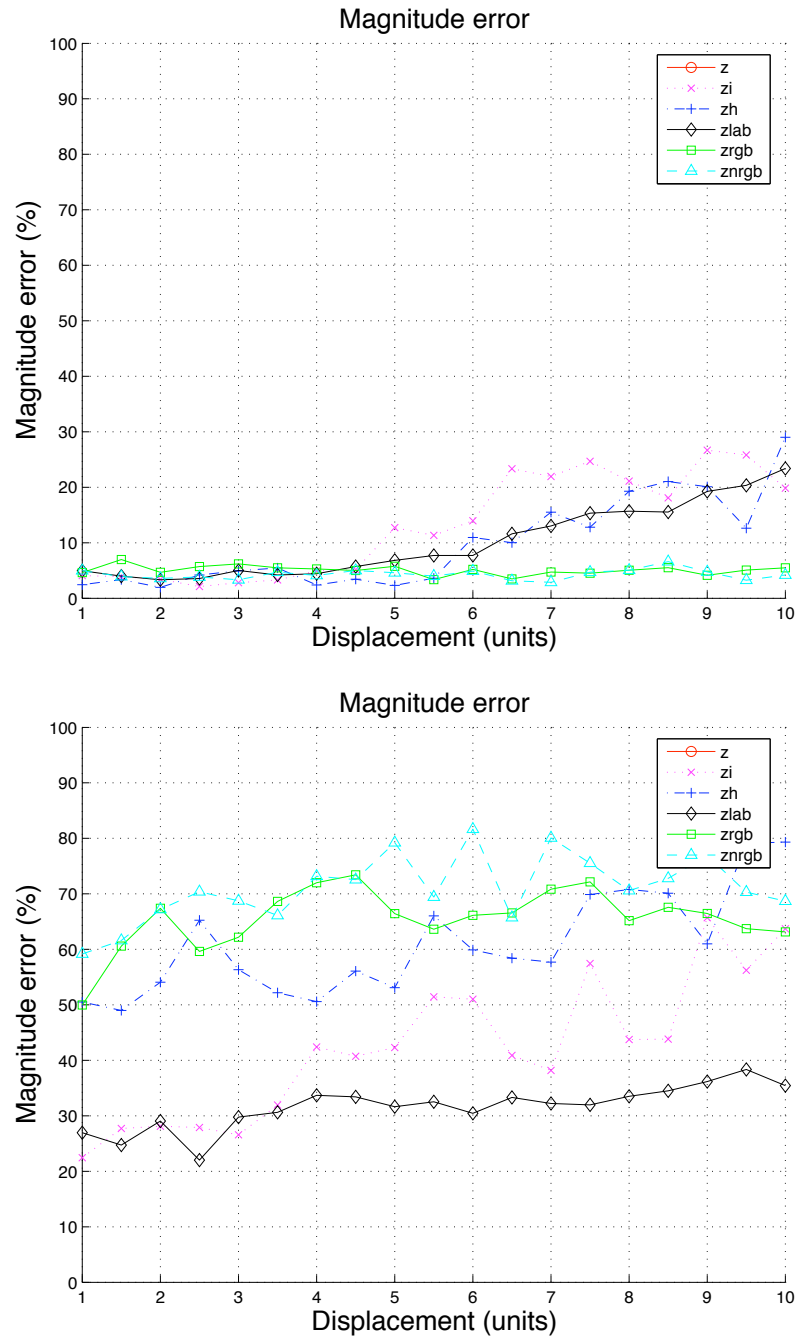 Magnitude error
100
90
80
70
60
50
40
30
20
10
0
Magnitude error (%)
z
zi
zh
zlab
zrgb
znrgb
1 2 3 4 5 6 7 8 9 10
Displacement (units)
Magnitude error
100
90
80
70
60
50
40
30
20
10
0
Magnitude error (%)
z
zi
zh
zlab
zrgb
znrgb
1 2 3 4 5 6 7 8 9 10
Displacement (units)